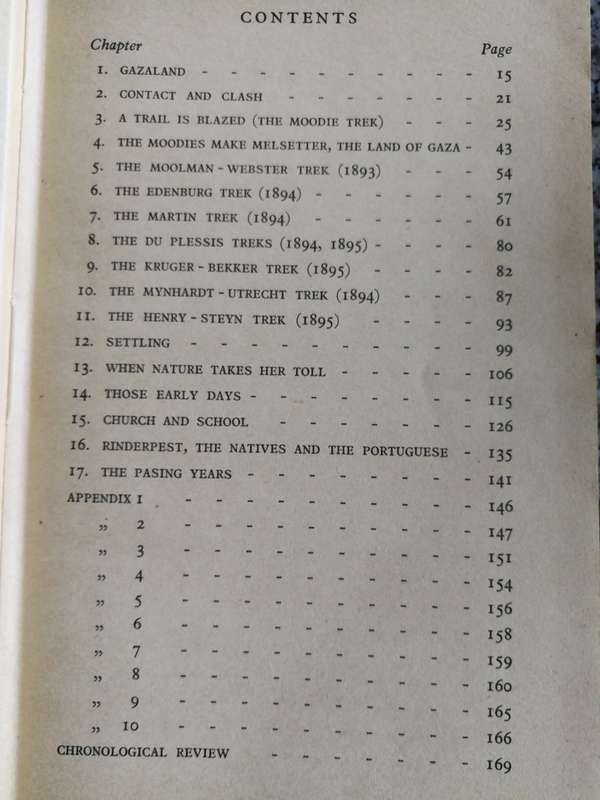 CONTENTS
Chapter Page
1. GAZALAND - - - - - - - - - - 15
2. CONTACT AND CLASH - - - - - - - 21
3. A TRAIL IS BLAZED (THE MOODIE TREK) - - - 25
4. THE MOODIES MAKE MELSETTER, THE LAND OF GAZA - 43
5. THE MOOLMAN-WEBSTER TREK (1893) - - - 54
6. THE EDENBURG TREK (1894) - - - - - - 57
7. THE MARTIN TREK (1894) - - - - - - 61
8. THE DU PLESSIS TREKS (1894, 1895) - - - - 80
9. THE KRUGER-BEKKER TREK (1895) - - - - 82
10. THE MYNHARDT-UTRECHT TREK (1894) - - - 87
11. THE HENRY-STEYN TREK (1895) - - - - 93
12. SETTLING - - - - - - - - - - 99
13. WHEN NATURE TAKES HER TOLL - - - - - 106
14. THOSE EARLY DAYS - - - - - - - - 115
15. CHURCH AND SCHOOL - - - - - - - 126
16. RINDERPEST, THE NATIVES AND THE PORTUGUESE - 135
17. THE PASING YEARS - - - - - - - - 141
APPENDIX 1 - - - - - - - - - - 146
„ 2 - - - - - - - - - - 147
„ 3 - - - - - - - - - - 151
„ 4 - - - - - - - - - - 154
„ 5 - - - - - - - - - - 156
„ 6 - - - - - - - - - - 158
„ 7 - - - - - - - - - - 159
„ 8 - - - - - - - - - - 160
„ 9 - - - - - - - - - - 165
„ 10 - - - - - - - - - - 166
CHRONOLOGICAL REVIEW - - - - - - - 169